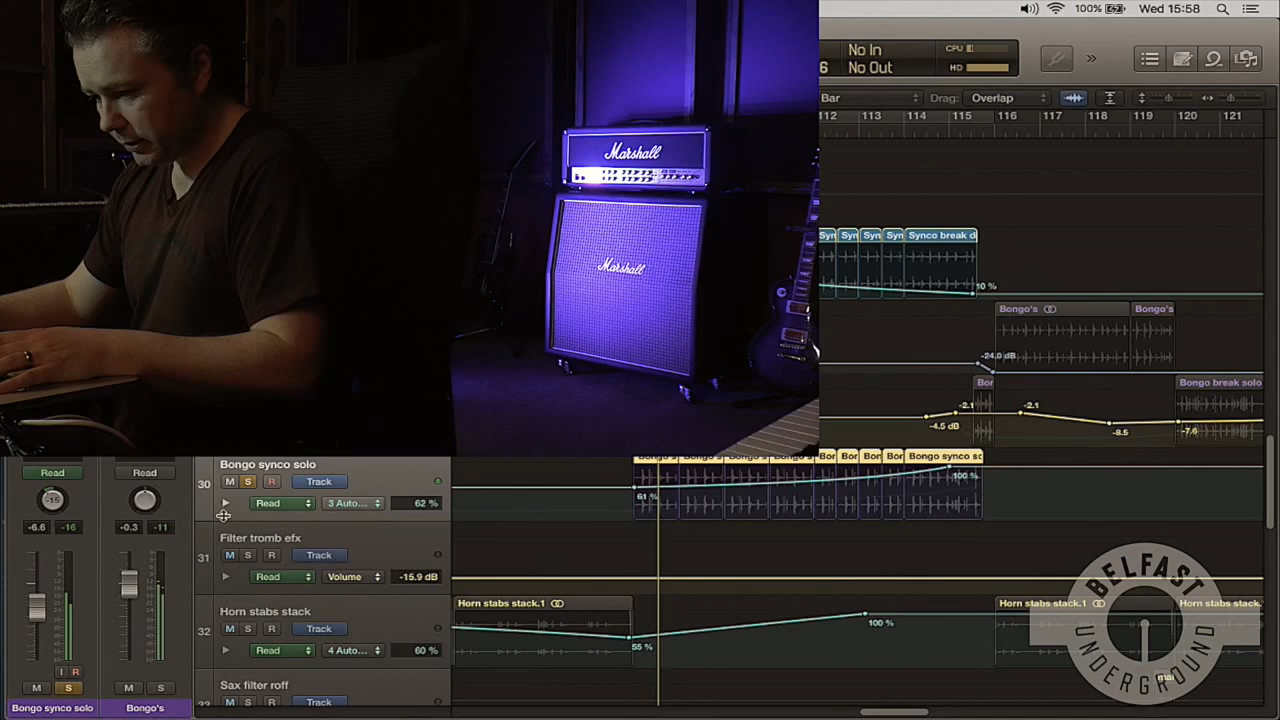 100%
Wed 15:58
No In
CPU
6 No Out
HD
Bar
Drag: Overlap
112 113 114 115 116 117 118 119 120 121
Marshall
Marshall
Syn Syn Syn Syn Synco break d
10 %
Bongo's
Bongo's
-24.0 dB
Bor
Bongo break solo
-2.1
-2.1
-4.5 dB
-8.5
-7.6
Read
Read
-15
-6.6 -16
-0.3 -11
I R
M S
M S
Bongo synco solo
Bongo's
Bongo synco solo
30
M S R Track
Read 3 Auto... 62 %
Bor Bor Bon Bor Bongo synco sc
61 %
100 %
Filter tromb efx
31
M S R Track
Read Volume -15.9 dB
Horn stabs stack
32
M S R Track
Read 4 Auto... 60 %
Horn stabs stack.1
55 %
100 %
Horn stabs stack.1
Horn stabs stack.
Sax filter roff
M S R Track
BELFAST
UNDERGROUND